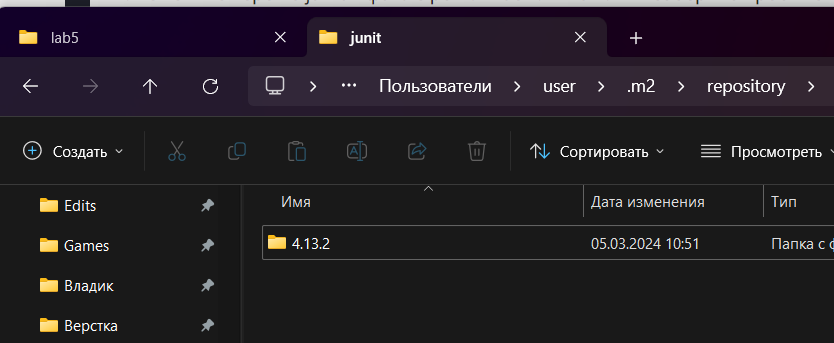 lab5
junit
Пользователи
user
.m2
repository
Создать
Сортировать
Просмотреть
Имя
Дата изменения
Тип
Edits
4.13.2
05.03.2024 10:51
Папка с ф
Games
Владик
Верстка